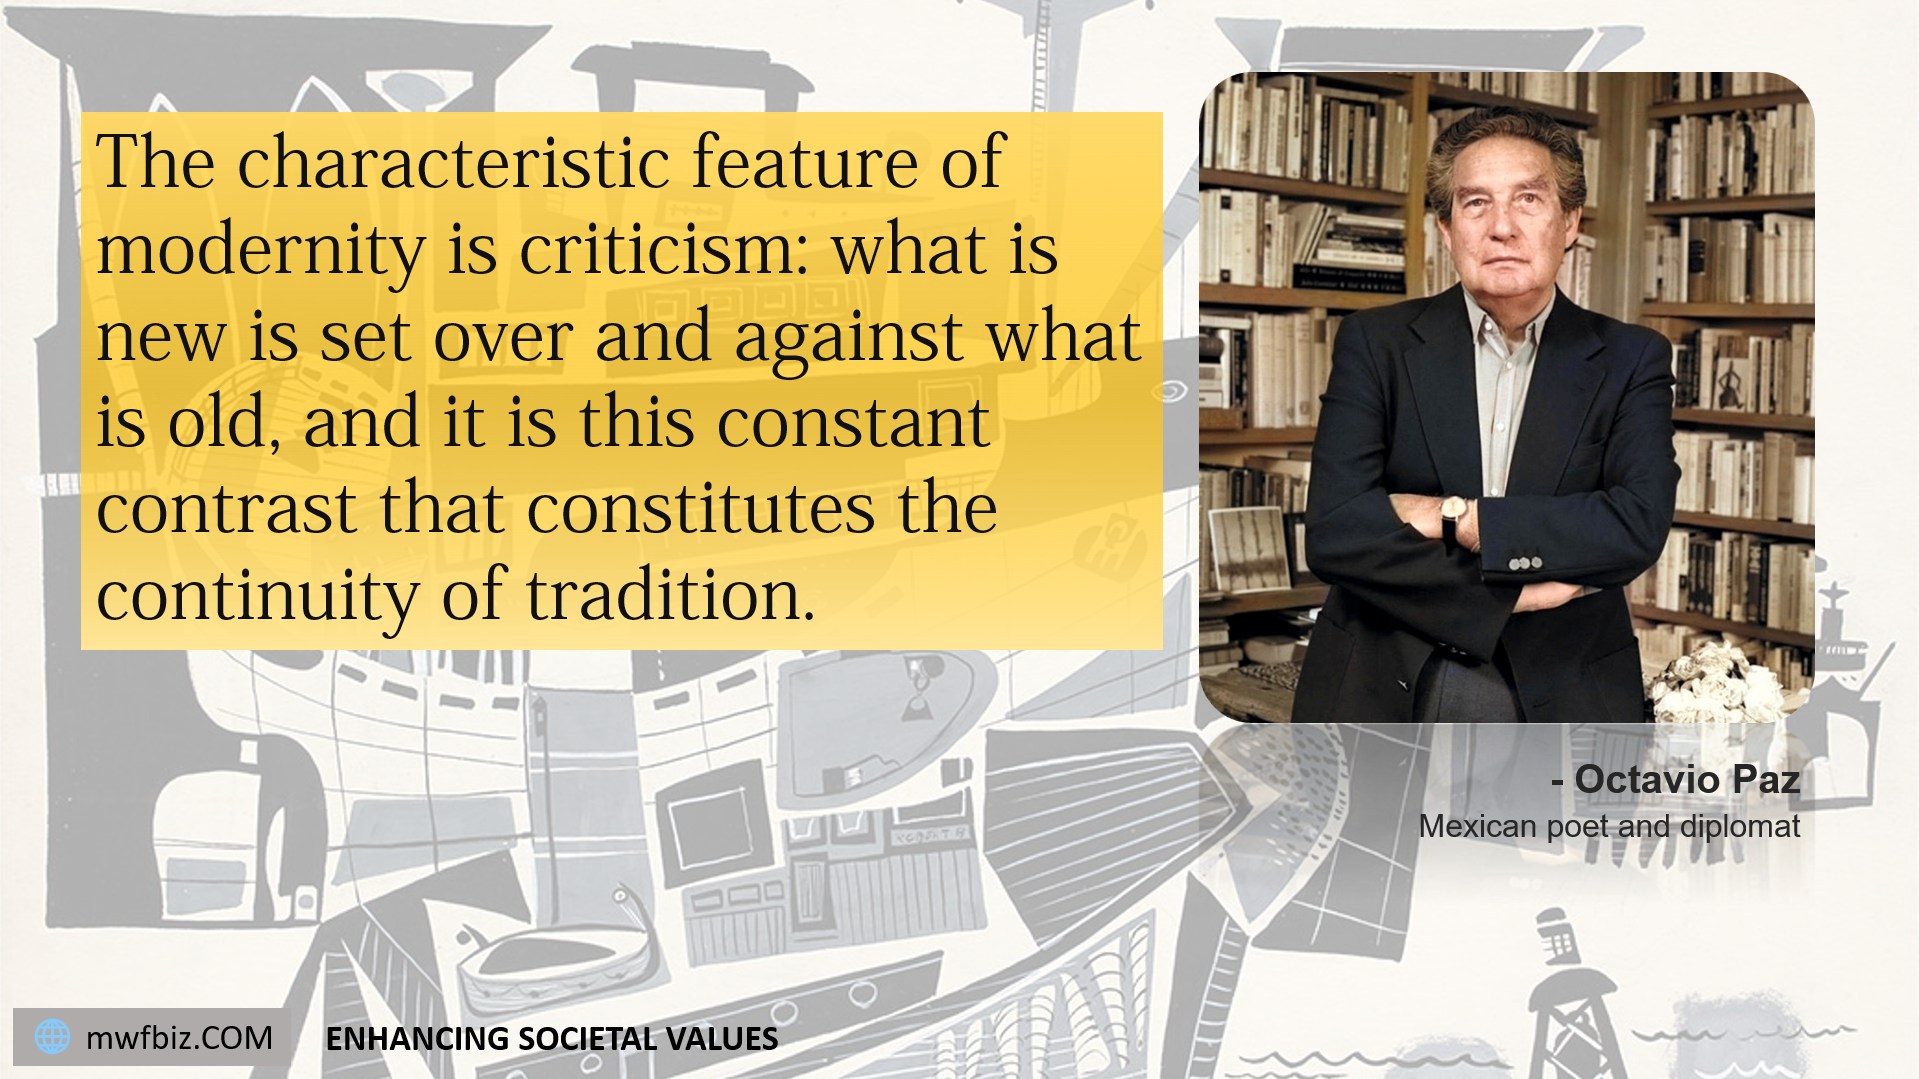 The characteristic feature of
modernity is criticism: what is
new is set over and against what
is old, and it is this constant
contrast that constitutes the
continuity of tradition.
- Octavio Paz
Mexican poet and diplomat
mwfbiz.COM
ENHANCING SOCIETAL VALUES